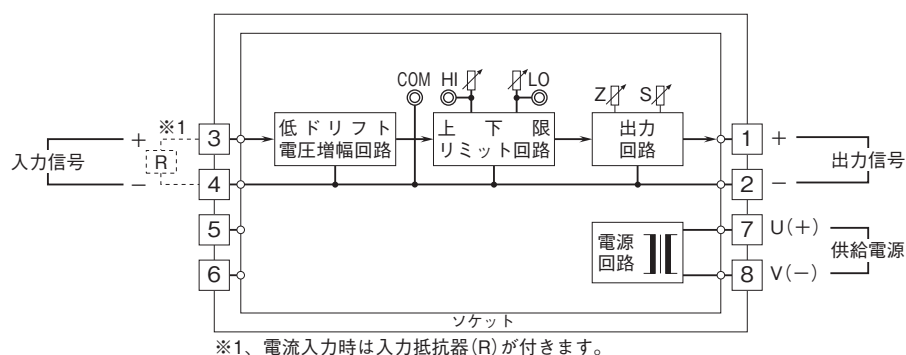 COM HI LO
Z S
※1
3
低ドリフト
電圧増幅回路
上下限
リミット回路
出力
回路
1
+
+
入力信号
R
出力信号
−
4
2
−
5
7
U(+)
電源
回路
供給電源
6
8
V(−)
ソケット
※1、電流入力時は入力抵抗器(R)が付きます。